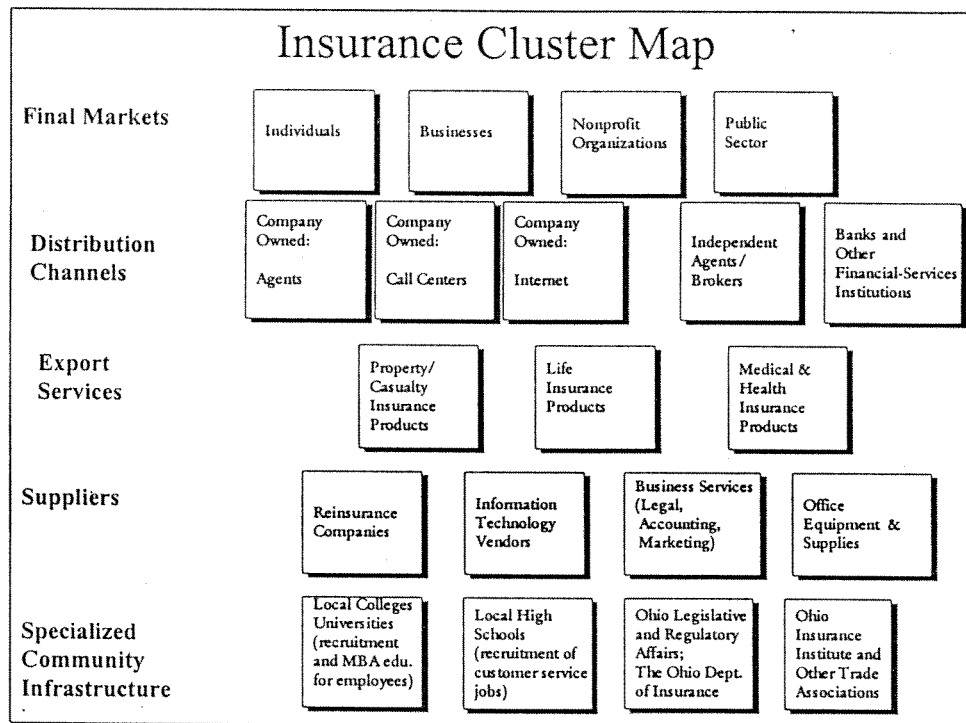 Insurance Cluster Map
Final Markets
Individuals
Businesses
Nonprofit
Organizations
Public
Sector
Distribution
Channels
Company
Owned:
Agents
Company
Owned:
Call Centers
Company
Owned:
Internet
Independent
Agents/
Brokers
Banks and
Other
Financial-Services
Institutions
Export
Services
Property/
Casualty
Insurance
Products
Life
Insurance
Products
Medical &
Health
Insurance
Products
Suppliers
Reinsurance
Companies
Information
Technology
Vendors
Business Services
(Legal,
Accounting,
Marketing)
Office
Equipment &
Supplies
Specialized
Community
Infrastructure
Local Colleges
Universities
(recruitment
and MBA edu.
for employees)
Local High
Schools
(recruitment of
customer service
jobs)
Ohio Legislative
and Regulatory
Affairs;
The Ohio Dept.
of Insurance
Ohio
Insurance
Institute and
Other Trade
Associations